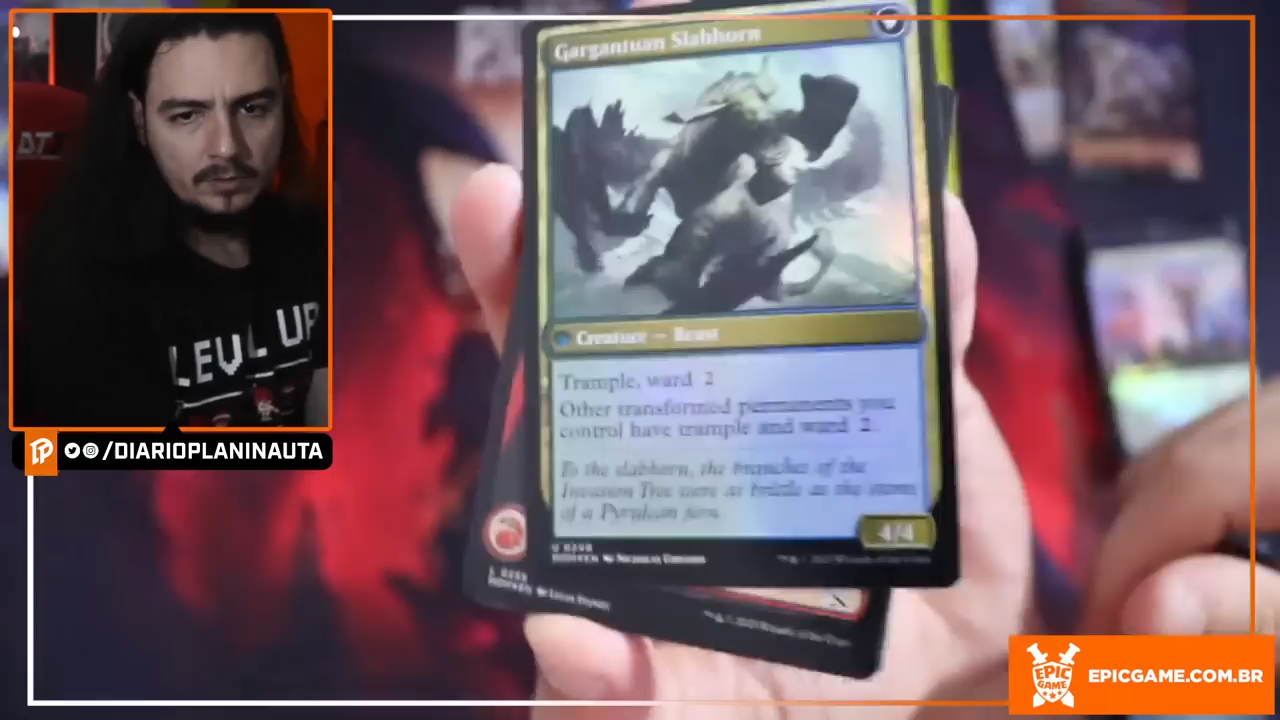 Gargantuan Slabhorn
Creature — Beast
Trample, ward 2
Other transformed permanents you
control have trample and ward 2.
To the slabhorn, the branches of the
Invasion Tree were as brittle as the stems
of a Pyrulean fern.
4/4
LEVEL UP
/DIARIOPLANINAUTA
EPIC
GAME
EPICGAME.COM.BR